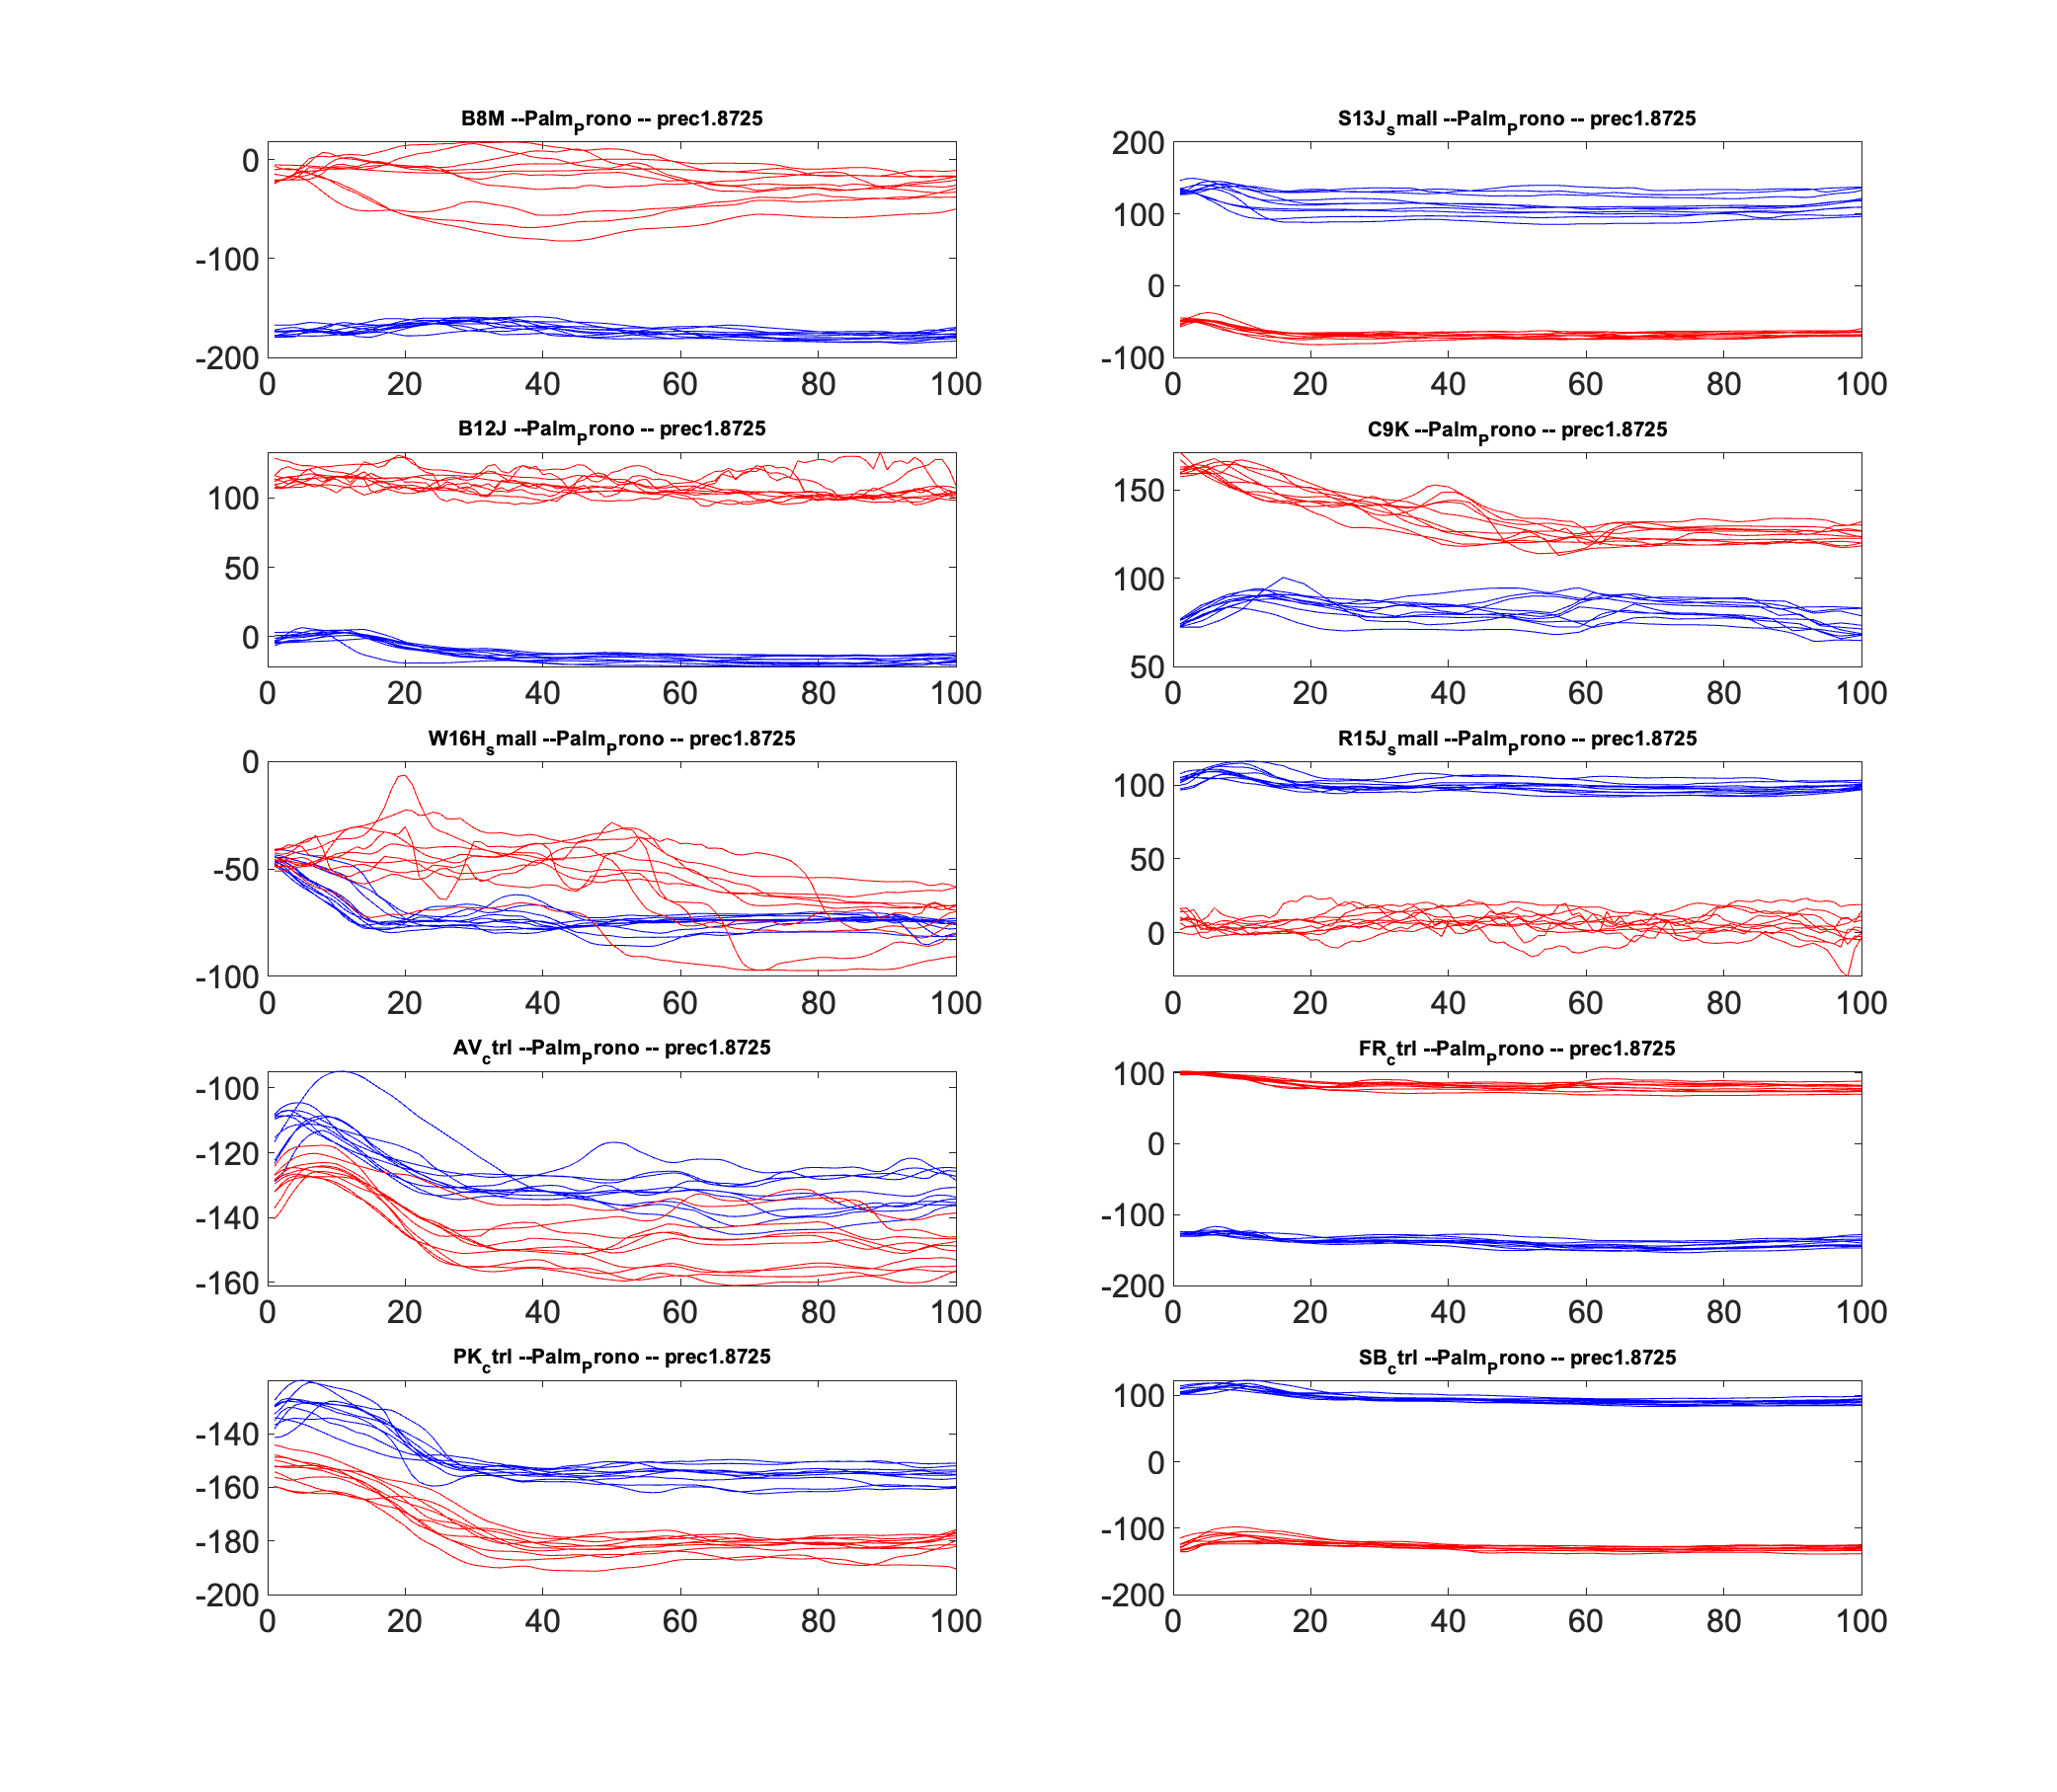 B8M --Palm_Prono -- prec1.8725
0
-100
-200
0 20 40 60 80 100
S13J_small --Palm_Prono -- prec1.8725
200
100
0
-100
0 20 40 60 80 100
B12J --Palm_Prono -- prec1.8725
100
50
0
0 20 40 60 80 100
C9K --Palm_Prono -- prec1.8725
150
100
50
0 20 40 60 80 100
W16H_small --Palm_Prono -- prec1.8725
0
-50
-100
0 20 40 60 80 100
R15J_small --Palm_Prono -- prec1.8725
100
50
0
0 20 40 60 80 100
AV_ctrl --Palm_Prono -- prec1.8725
-100
-120
-140
-160
0 20 40 60 80 100
FR_ctrl --Palm_Prono -- prec1.8725
100
0
-100
-200
0 20 40 60 80 100
PK_ctrl --Palm_Prono -- prec1.8725
-140
-160
-180
-200
0 20 40 60 80 100
SB_ctrl --Palm_Prono -- prec1.8725
100
0
-100
-200
0 20 40 60 80 100